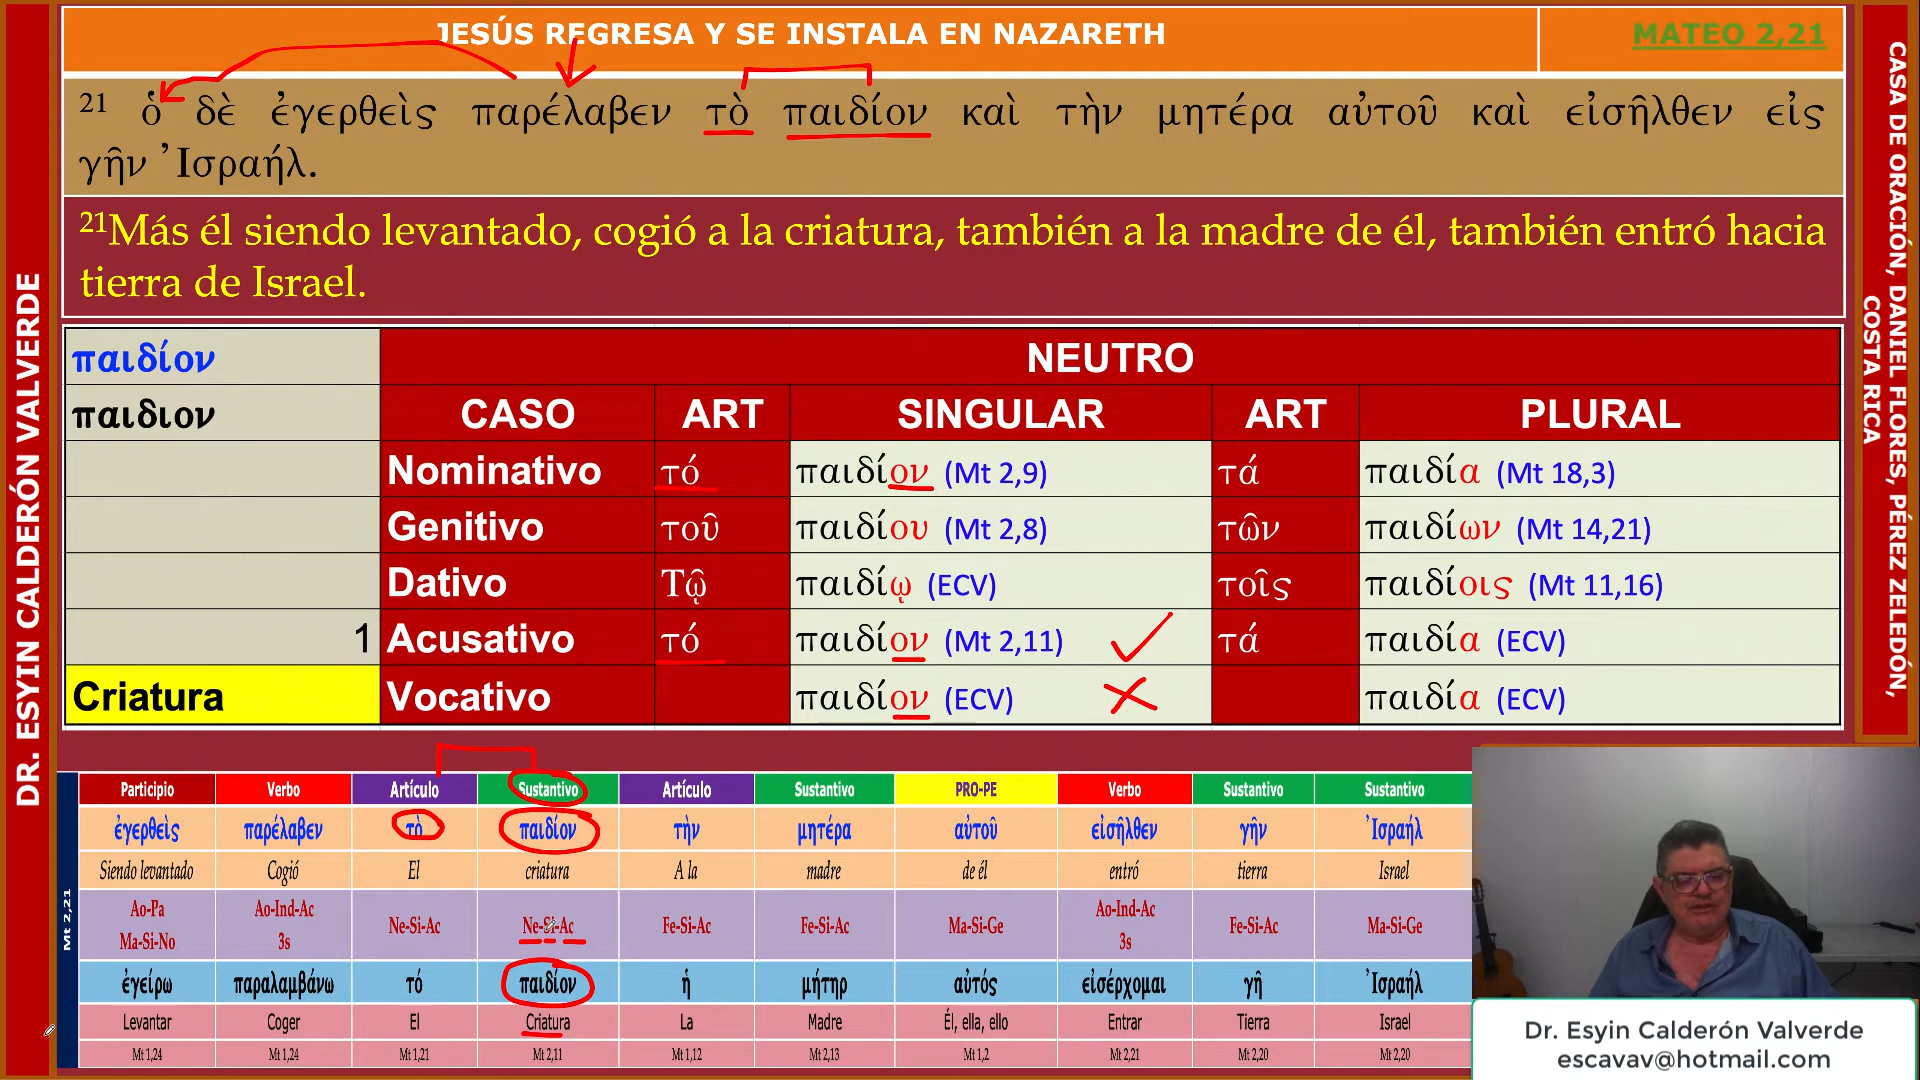 JESÚS REGRESA Y SE INSTALA EN NAZARETH
MATEO 2,21
21 ὁ δὲ ἐγερθεὶς παρέλαβεν τὸ παιδίον καὶ τὴν μητέρα αὐτοῦ καὶ εἰσῆλθεν εἰς
γῆν Ἰσραήλ.
21Más él siendo levantado, cogió a la criatura, también a la madre de él, también entró hacia
tierra de Israel.
DR. ESYIN CALDERÓN VALVERDE
CASA DE ORACIÓN, DANIEL FLORES, PÉREZ ZELEDÓN,
COSTA RICA
παιδίον NEUTRO
παιδιον CASO ART SINGULAR ART PLURAL
Nominativo τό παιδίον (Mt 2,9) τά παιδία (Mt 18,3)
Genitivo τοῦ παιδίου (Mt 2,8) τῶν παιδίων (Mt 14,21)
Dativo Τῷ παιδίῳ (ECV) τοῖς παιδίοις (Mt 11,16)
1 Acusativo τό παιδίον (Mt 2,11) τά παιδία (ECV)
Criatura Vocativo παιδίον (ECV) παιδία (ECV)
Mt 2,21
Participio Verbo Artículo Sustantivo Artículo Sustantivo PRO-PE Verbo Sustantivo Sustantivo
ἐγερθεὶς παρέλαβεν τὸ παιδίον τὴν μητέρα αὐτοῦ εἰσῆλθεν γῆν Ἰσραήλ
Siendo levantado Cogió El criatura A la madre de él entró tierra Israel
Ao-Pa Ao-Ind-Ac Ne-Si-Ac Ne-Si-Ac Fe-Si-Ac Fe-Si-Ac Ma-Si-Ge Ao-Ind-Ac Fe-Si-Ac Ma-Si-Ge
Ma-Si-No 3s 3s
ἐγείρω παραλαμβάνω τό παιδίον ἡ μήτηρ αὐτός εἰσέρχομαι γῆ Ἰσραήλ
Levantar Coger El Criatura La Madre Él, ella, ello Entrar Tierra Israel
Mt 1,24 Mt 1,24 Mt 1,21 Mt 2,11 Mt 1,12 Mt 2,13 Mt 1,2 Mt 2,21 Mt 2,20 Mt 2,20
Dr. Esyin Calderón Valverde
escavav@hotmail.com